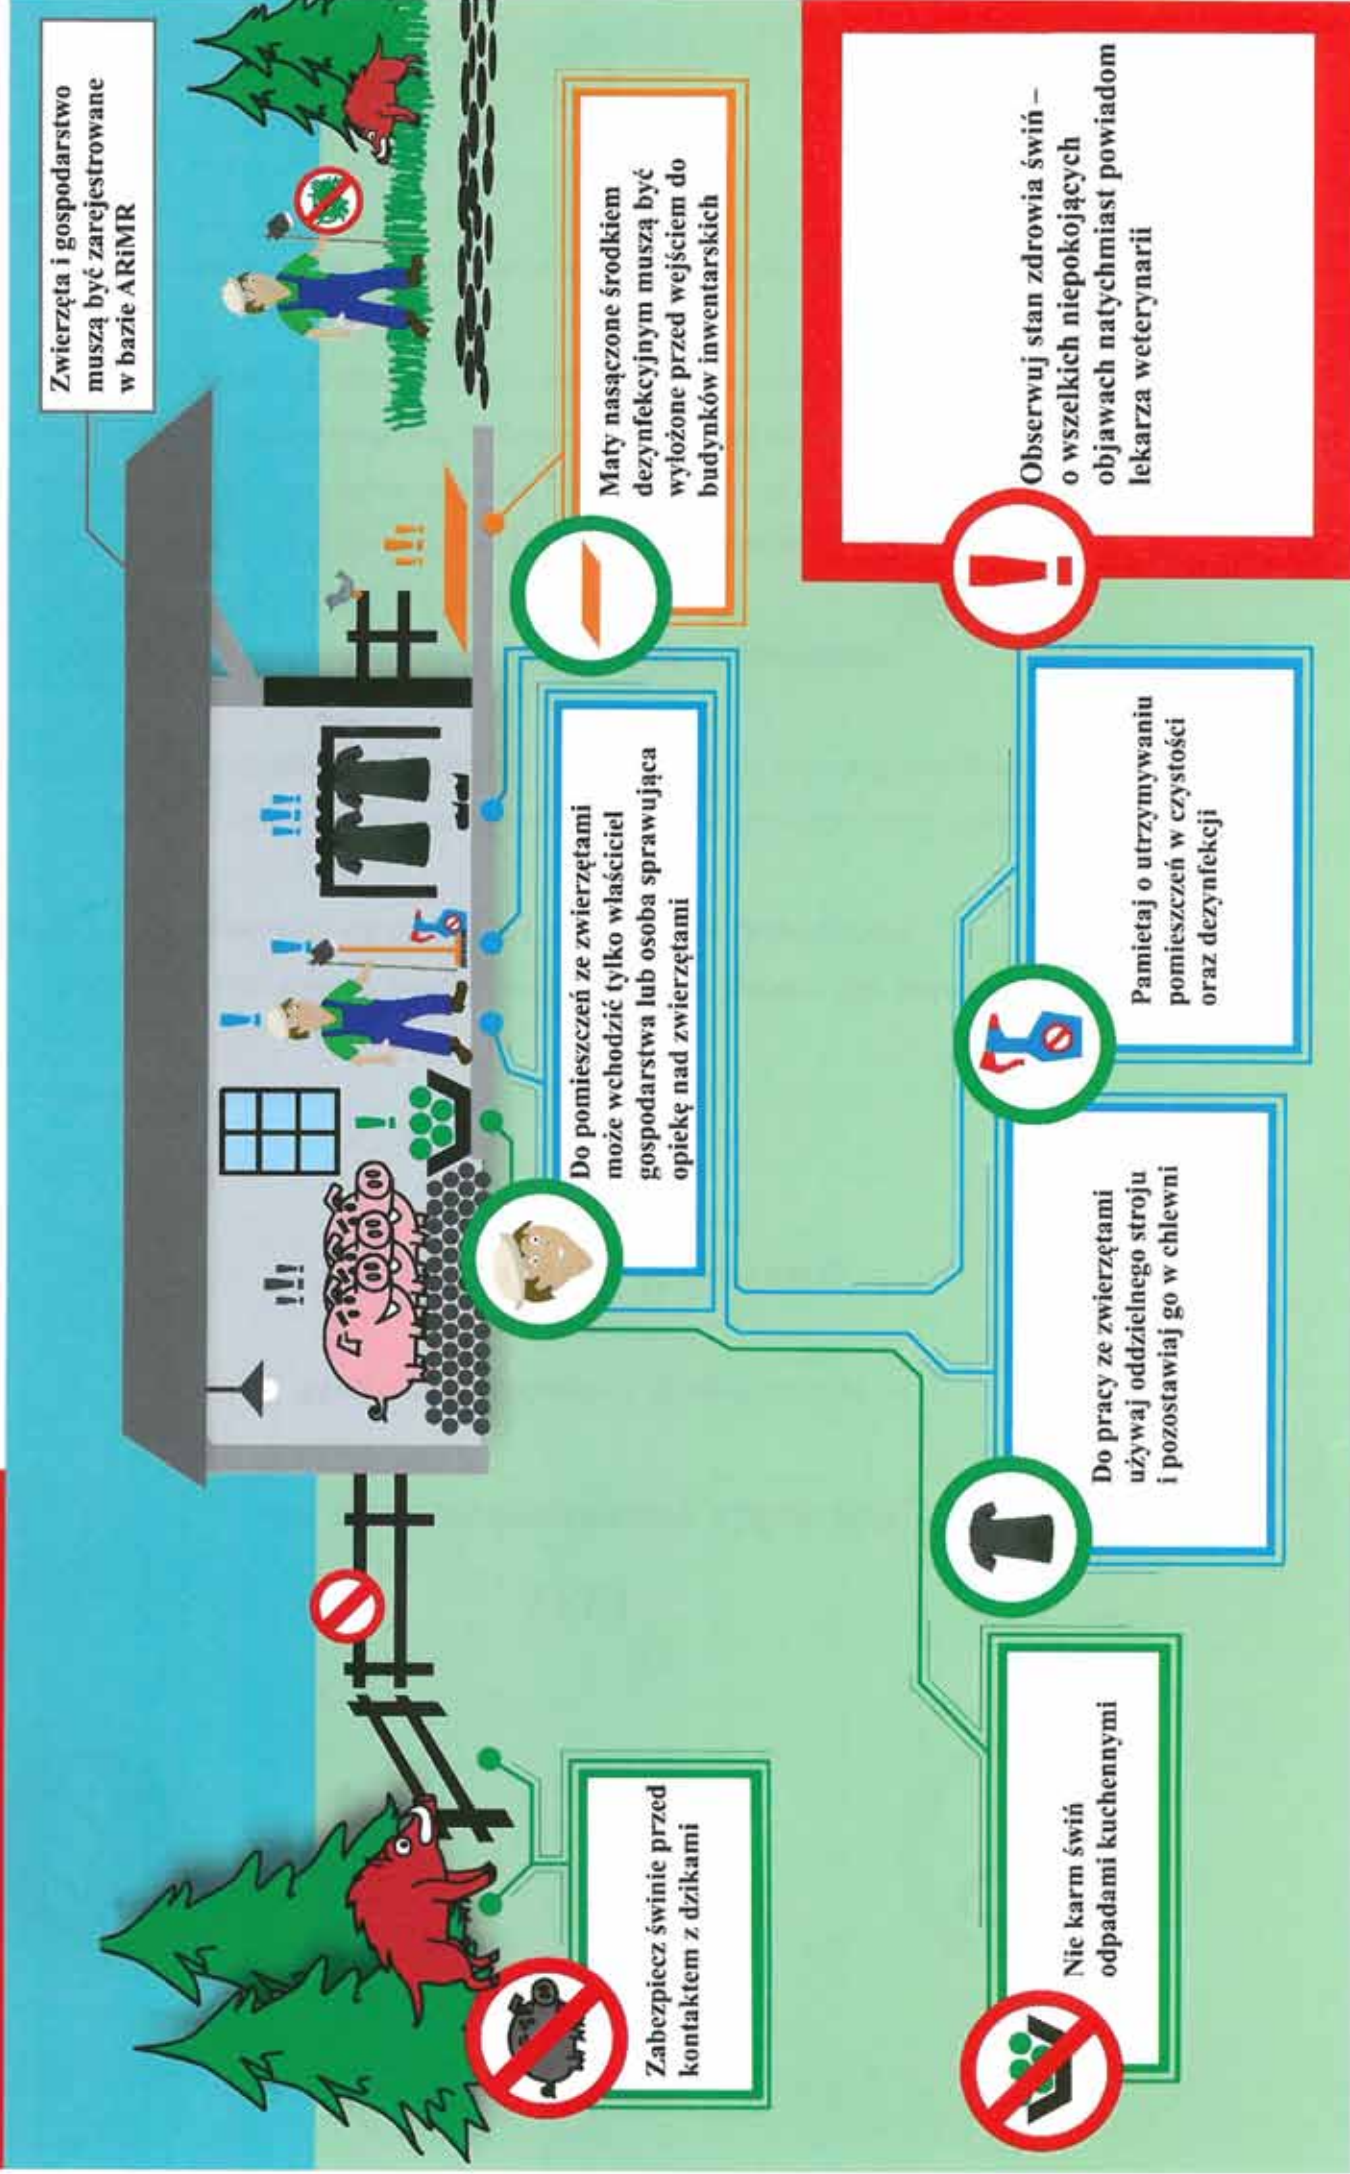 Zwierzęta i gospodarstwo
muszą być zarejestrowane
w bazie ARiMR
Zabezpiecz świnie przed
kontaktem z dzikami
Do pomieszczeń ze zwierzętami
może wchodzić tylko właściciel
gospodarstwa lub osoba sprawująca
opiekę nad zwierzętami
Maty nasączone środkiem
dezynfekcyjnym muszą być
wyłożone przed wejściem do
budynków inwentarskich
Nie karm świń
odpadami kuchennymi
Do pracy ze zwierzętami
używaj oddzielnego stroju
i pozostawiaj go w chlewni
Pamietaj o utrzymywaniu
pomieszczeń w czystości
oraz dezynfekcji
Obserwuj stan zdrowia świń –
o wszelkich niepokojących
objawach natychmiast powiadom
lekarza weterynarii